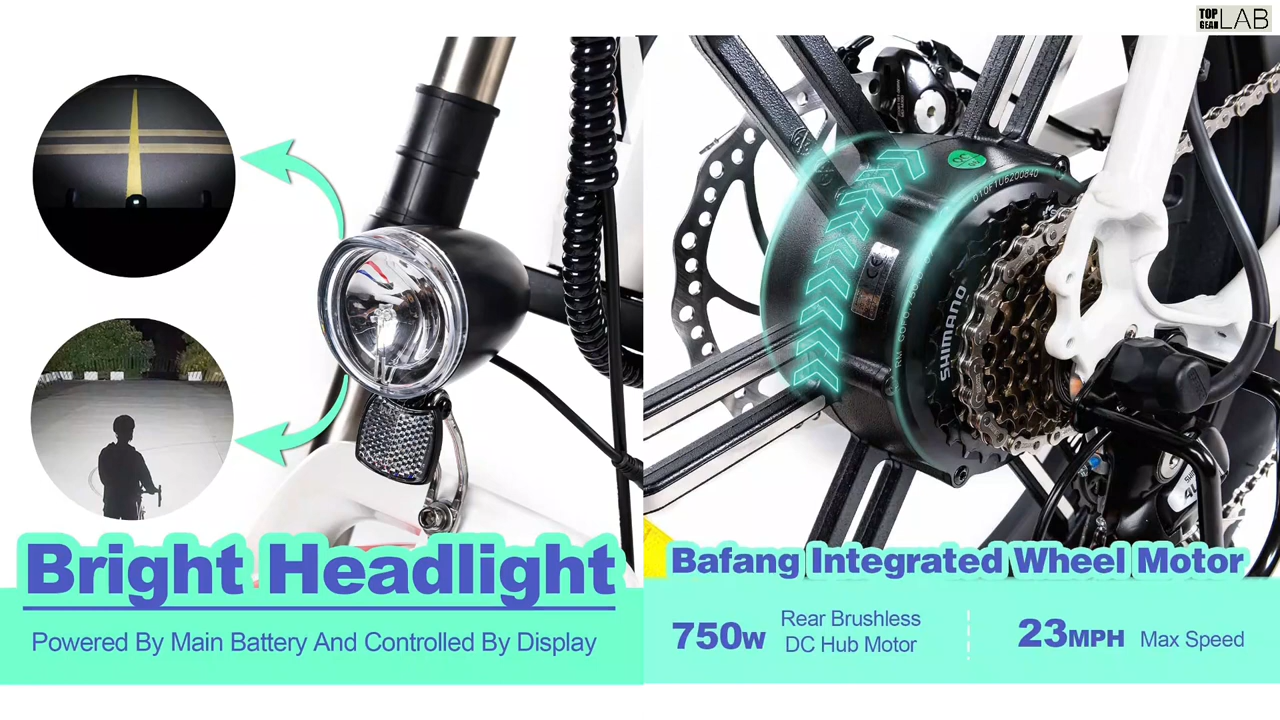 TOP
GEAR LAB
Bright Headlight
Powered By Main Battery And Controlled By Display
SHIMANO
Bafang Integrated Wheel Motor
750W
Rear Brushless
DC Hub Motor
23MPH Max Speed